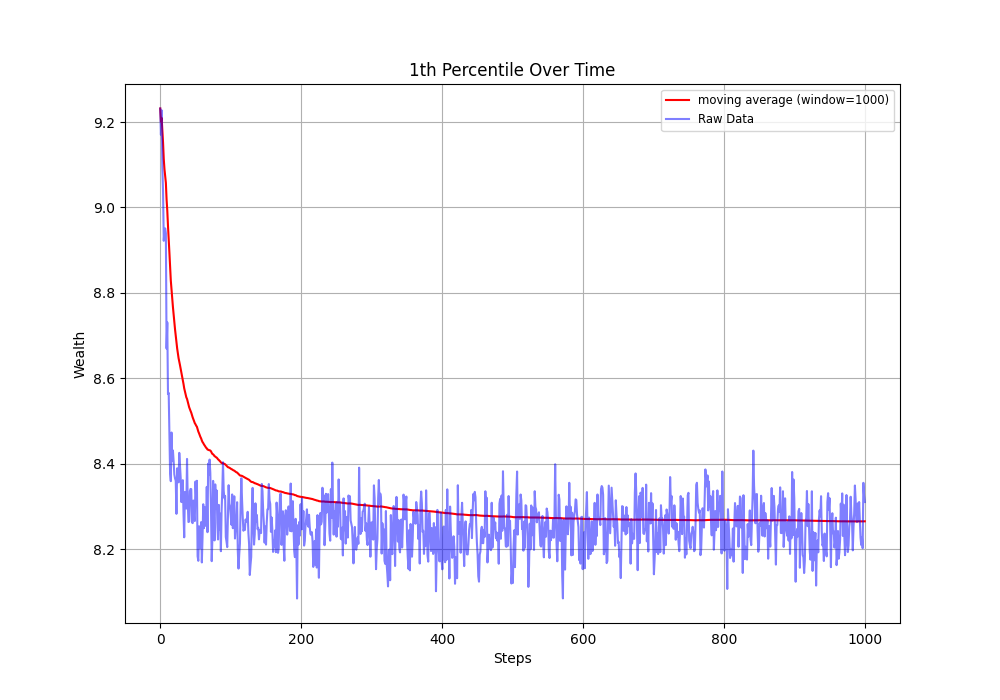 1th Percentile Over Time
moving average (window=1000)
Raw Data
Wealth
9.2
9.0
8.8
8.6
8.4
8.2
0
200
400
600
800
1000
Steps